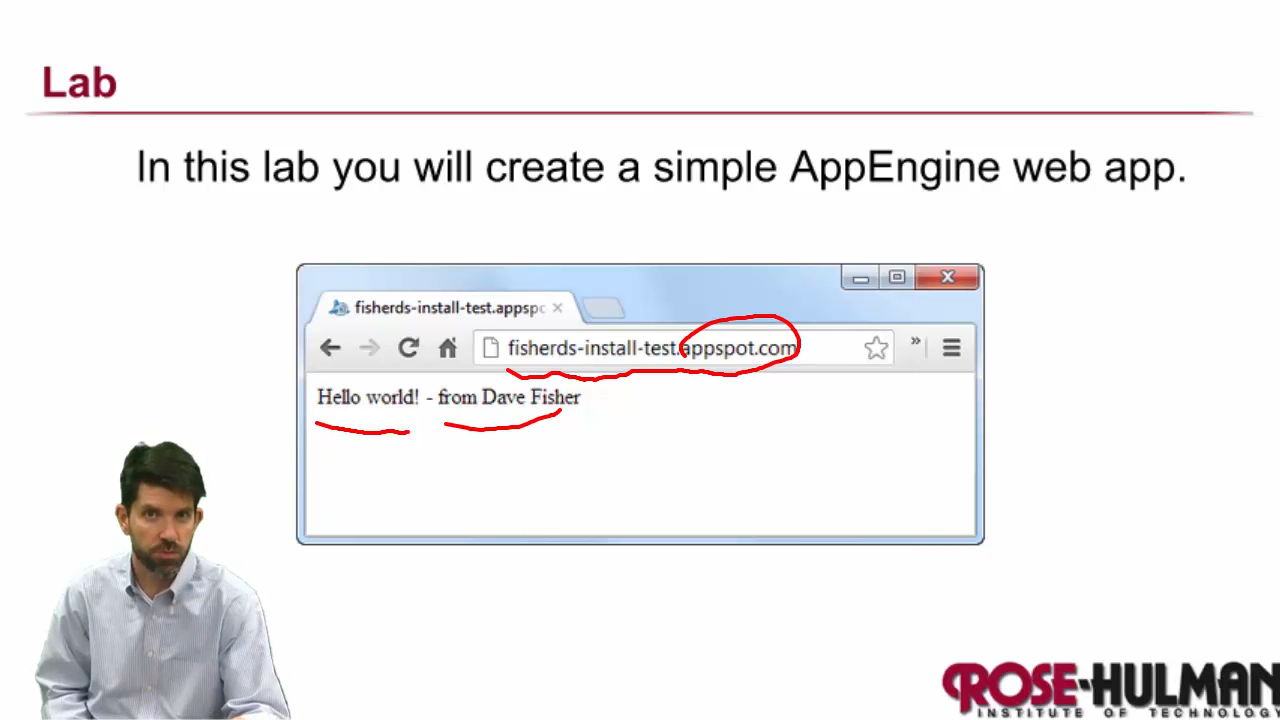 Lab
In this lab you will create a simple AppEngine web app.
fisherds-install-test.appspo
fisherds-install-test.appspot.com
Hello world! - from Dave Fisher
ROSE-HULMAN
INSTITUTE OF TECHNOLOGY